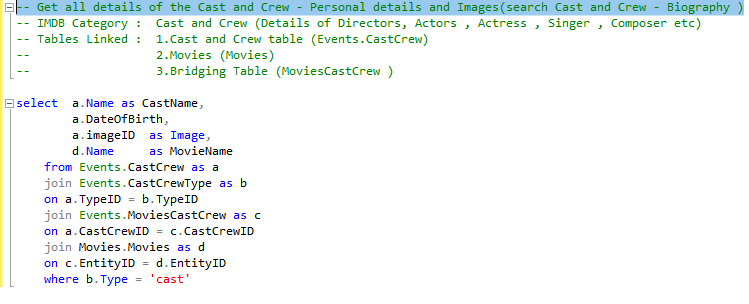 -- Get all details of the Cast and Crew - Personal details and Images(search Cast and Crew - Biography )
-- IMDB Category :  Cast and Crew (Details of Directors, Actors , Actress , Singer , Composer etc)
-- Tables Linked :  1.Cast and Crew table (Events.CastCrew)
--                  2.Movies (Movies)
--                  3.Bridging Table (MoviesCastCrew )
select  a.Name as CastName,
        a.DateOfBirth,
        a.imageID  as Image,
        d.Name     as MovieName
    from Events.CastCrew as a
    join Events.CastCrewType as b
    on a.TypeID = b.TypeID
    join Events.MoviesCastCrew as c
    on a.CastCrewID = c.CastCrewID
    join Movies.Movies as d
    on c.EntityID = d.EntityID
    where b.Type = 'cast'